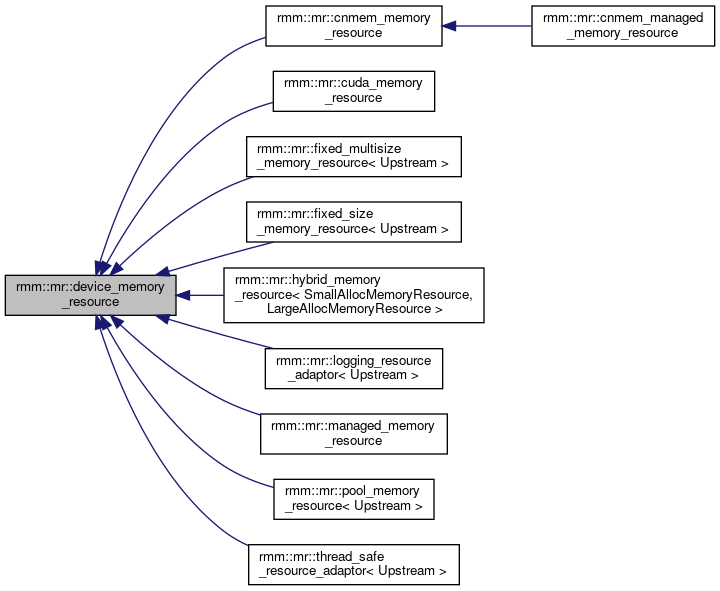 rmm::mr::cnmem_memory
_resource
rmm::mr::cnmem_managed
_memory_resource
rmm::mr::cuda_memory
_resource
rmm::mr::fixed_multisize
_memory_resource< Upstream >
rmm::mr::fixed_size
_memory_resource< Upstream >
rmm::mr::device_memory
_resource
rmm::mr::hybrid_memory
_resource< SmallAllocMemoryResource,
LargeAllocMemoryResource >
rmm::mr::logging_resource
_adaptor< Upstream >
rmm::mr::managed_memory
_resource
rmm::mr::pool_memory
_resource< Upstream >
rmm::mr::thread_safe
_resource_adaptor< Upstream >